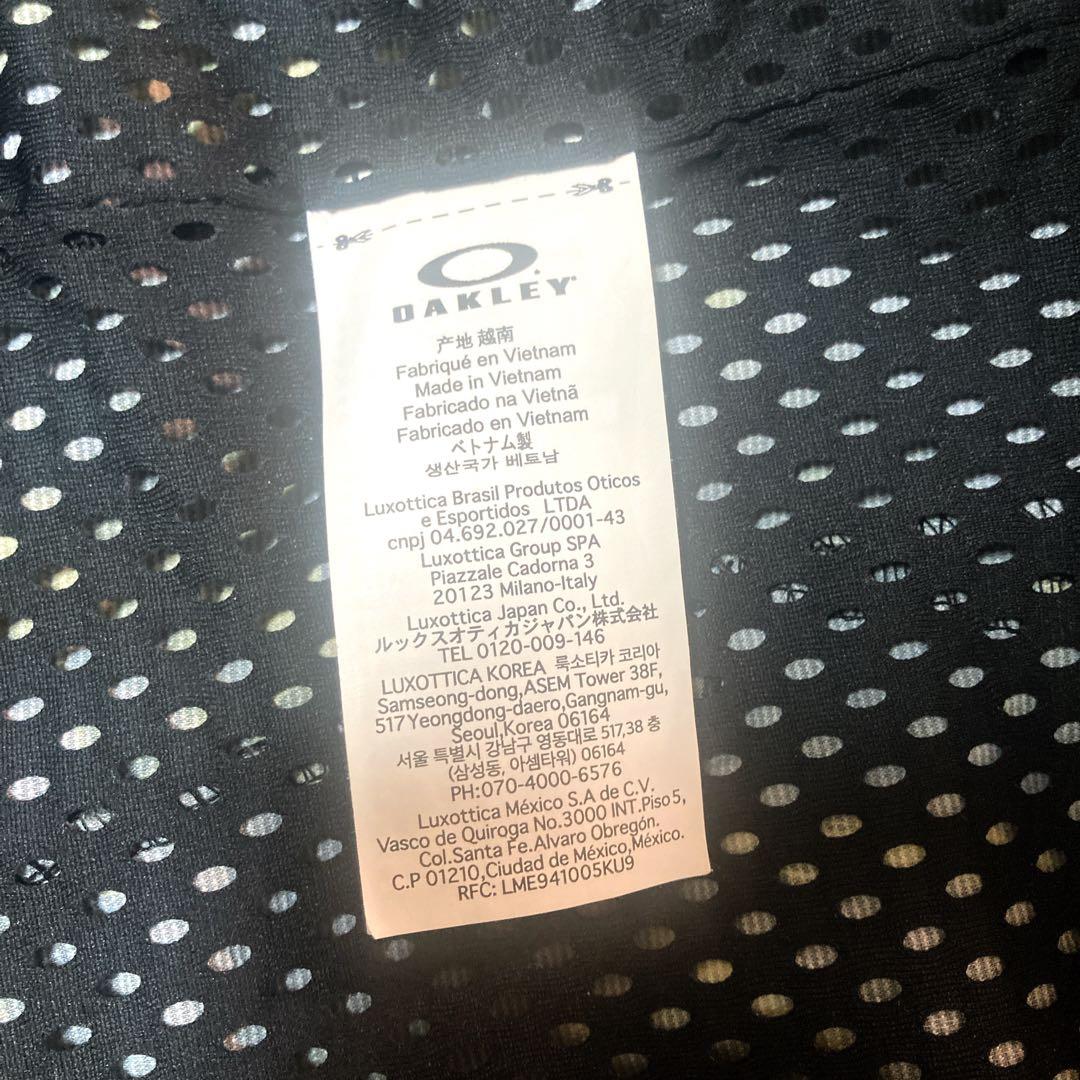 OAKLEY
产地 越南
Fabriqué en Vietnam
Made in Vietnam
Fabricado na Vietnã
Fabricado en Vietnam
ベトナム製
생산국가 베트남
Luxottica Brasil Produtos Oticos
e Esportidos LTDA
cnpj 04.692.027/0001-43
Luxottica Group SPA
Piazzale Cadorna 3
20123 Milano-Italy
Luxottica Japan Co., Ltd.
ルックスオティカジャパン株式会社
TEL 0120-009-146
LUXOTTICA KOREA 룩소티카 코리아
Samseong-dong,ASEM Tower 38F,
517 Yeongdong-daero,Gangnam-gu,
Seoul,Korea 06164
서울 특별시 강남구 영동대로 517,38 층
(삼성동, 아셈타워) 06164
PH:070-4000-6576
Luxottica México S.A de C.V.
Vasco de Quiroga No.3000 INT.Piso 5,
Col.Santa Fe.Alvaro Obregón.
C.P 01210,Ciudad de México,México.
RFC: LME941005KU9